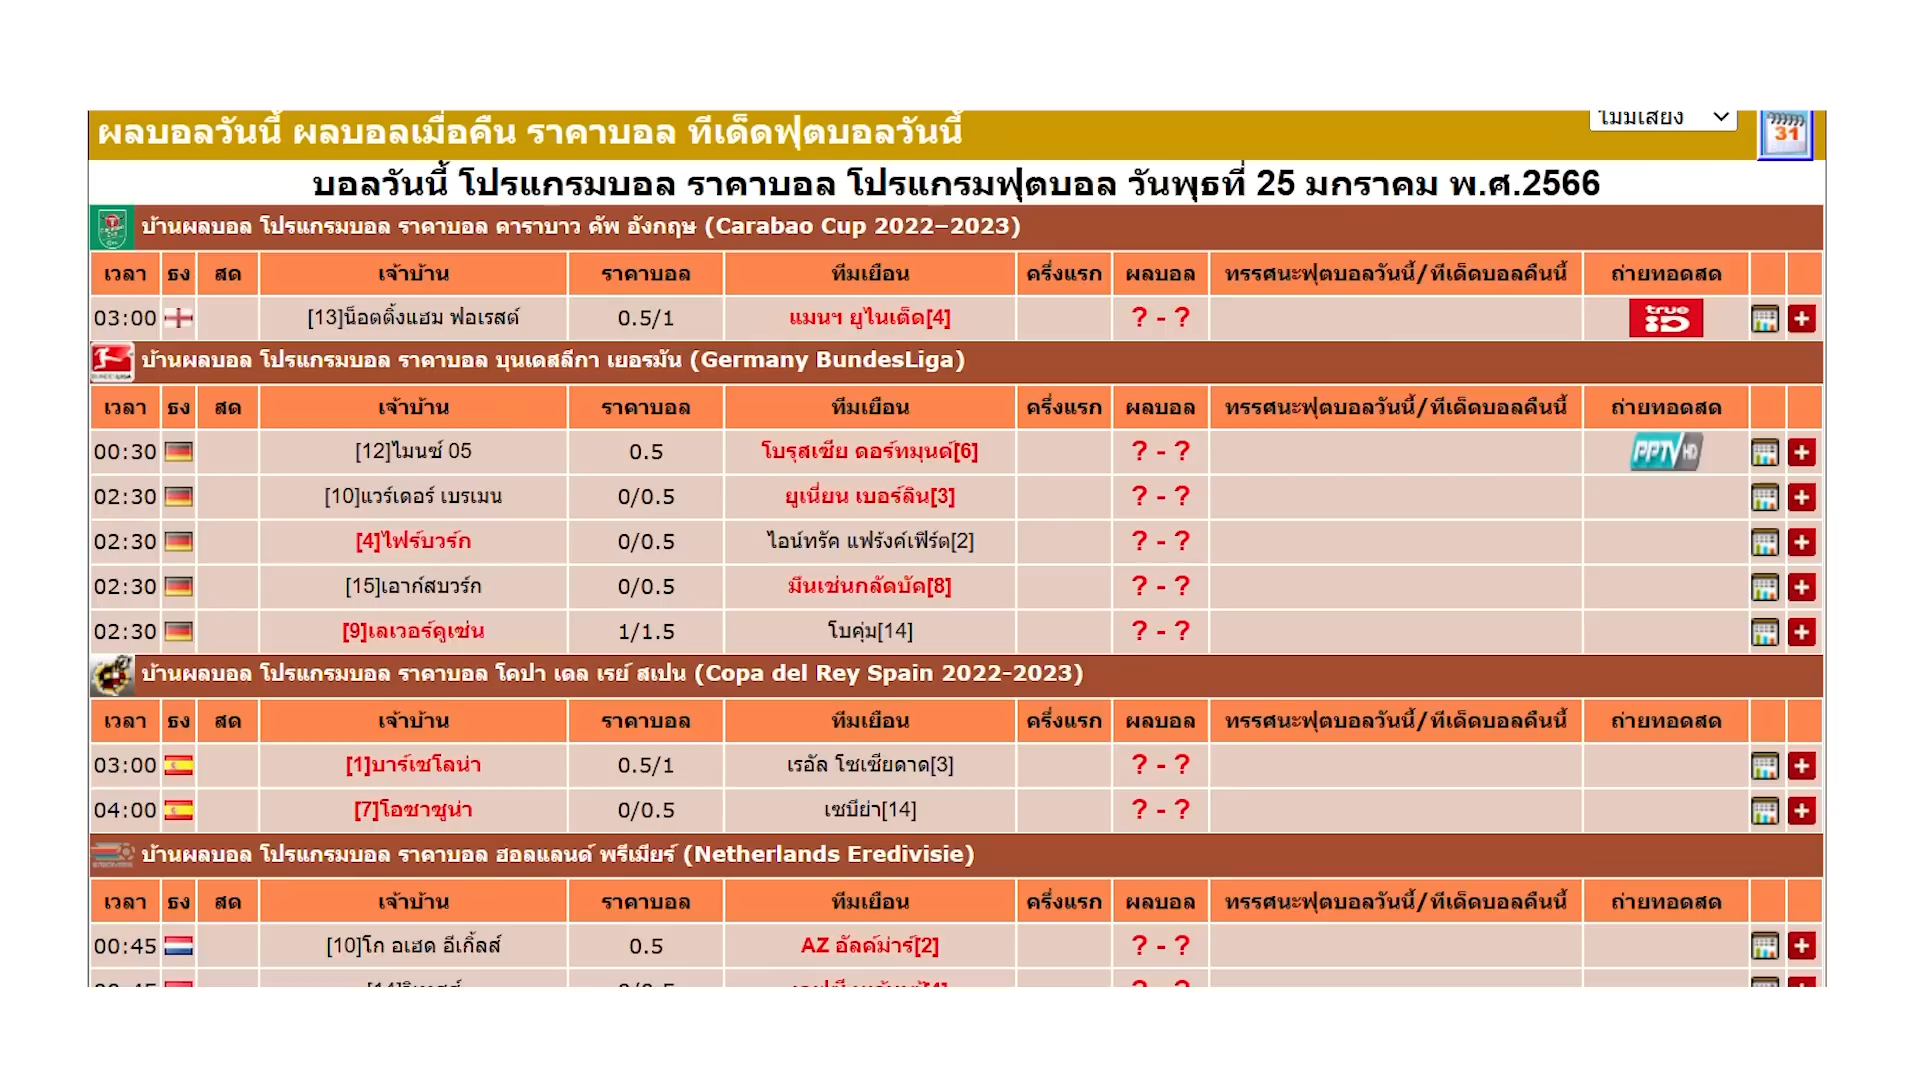 ผลบอลวันนี้ ผลบอลเมื่อคืน ราคาบอล ทีเด็ดฟุตบอลวันนี้ ไม่มีเสียง 31
บอลวันนี้ โปรแกรมบอล ราคาบอล โปรแกรมฟุตบอล วันพุธที่ 25 มกราคม พ.ศ.2566
บ้านผลบอล โปรแกรมบอล ราคาบอล คาราบาว คัพ อังกฤษ (Carabao Cup 2022–2023)
เวลา ธง สด เจ้าบ้าน ราคาบอล ทีมเยือน ครึ่งแรก ผลบอล ทรรศนะฟุตบอลวันนี้/ทีเด็ดบอลคืนนี้ ถ่ายทอดสด
03:00 [13]น็อตติ้งแฮม ฟอเรสต์ 0.5/1 แมนฯ ยูไนเต็ด[4] ? - ? true iD
บ้านผลบอล โปรแกรมบอล ราคาบอล บุนเดสลีกา เยอรมัน (Germany BundesLiga)
เวลา ธง สด เจ้าบ้าน ราคาบอล ทีมเยือน ครึ่งแรก ผลบอล ทรรศนะฟุตบอลวันนี้/ทีเด็ดบอลคืนนี้ ถ่ายทอดสด
00:30 [12]ไมนซ์ 05 0.5 โบรุสเซีย ดอร์ทมุนด์[6] ? - ? PPTV HD
02:30 [10]แวร์เดอร์ เบรเมน 0/0.5 ยูเนี่ยน เบอร์ลิน[3] ? - ?
02:30 [4]ไฟร์บวร์ก 0/0.5 ไอน์ทรัค แฟร้งค์เฟิร์ต[2] ? - ?
02:30 [15]เอาก์สบวร์ก 0/0.5 มึนเช่นกลัดบัค[8] ? - ?
02:30 [9]เลเวอร์คูเซ่น 1/1.5 โบคุ่ม[14] ? - ?
บ้านผลบอล โปรแกรมบอล ราคาบอล โคปา เดล เรย์ สเปน (Copa del Rey Spain 2022-2023)
เวลา ธง สด เจ้าบ้าน ราคาบอล ทีมเยือน ครึ่งแรก ผลบอล ทรรศนะฟุตบอลวันนี้/ทีเด็ดบอลคืนนี้ ถ่ายทอดสด
03:00 [1]บาร์เซโลน่า 0.5/1 เรอัล โซเซียดาด[3] ? - ?
04:00 [7]โอซาซูน่า 0/0.5 เซบีย่า[14] ? - ?
บ้านผลบอล โปรแกรมบอล ราคาบอล ฮอลแลนด์ พรีเมียร์ (Netherlands Eredivisie)
เวลา ธง สด เจ้าบ้าน ราคาบอล ทีมเยือน ครึ่งแรก ผลบอล ทรรศนะฟุตบอลวันนี้/ทีเด็ดบอลคืนนี้ ถ่ายทอดสด
00:45 [10]โก อเฮด อีเกิ้ลส์ 0.5 AZ อัลค์ม่าร์[2] ? - ?